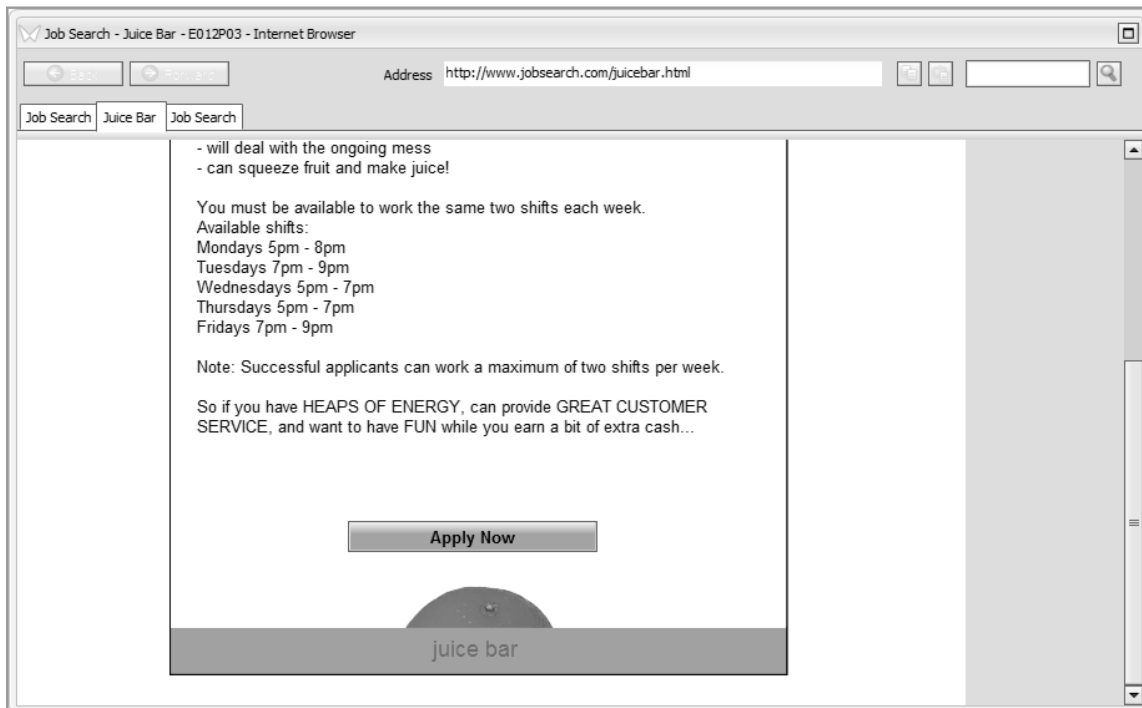 Job Search - Juice Bar - E012P03 - Internet Browser
Back Forward Address http://www.jobsearch.com/juicebar.html
Job Search Juice Bar Job Search
- will deal with the ongoing mess
- can squeeze fruit and make juice!
You must be available to work the same two shifts each week.
Available shifts:
Mondays 5pm - 8pm
Tuesdays 7pm - 9pm
Wednesdays 5pm - 7pm
Thursdays 5pm - 7pm
Fridays 7pm - 9pm
Note: Successful applicants can work a maximum of two shifts per week.
So if you have HEAPS OF ENERGY, can provide GREAT CUSTOMER
SERVICE, and want to have FUN while you earn a bit of extra cash...
Apply Now
juice bar